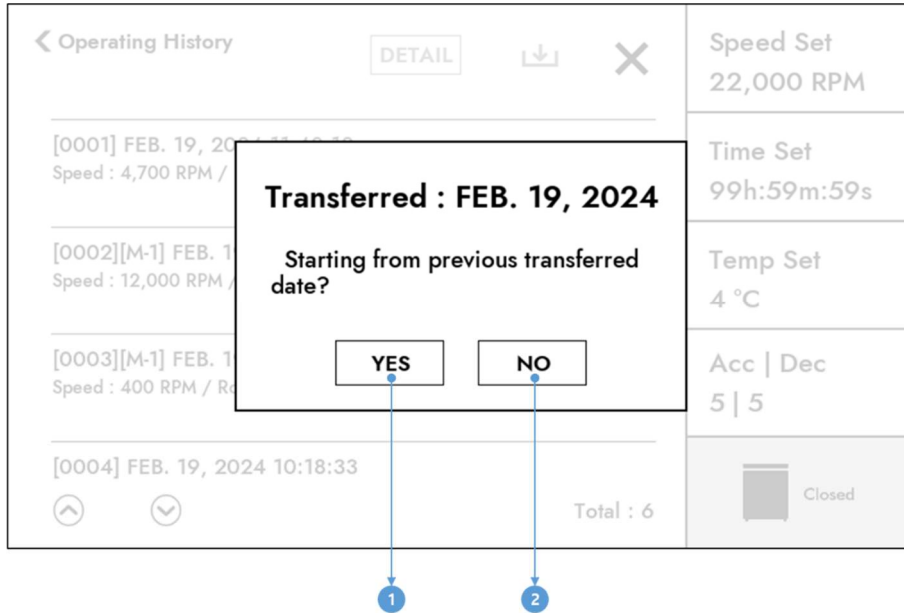 Operating History
DETAIL
[0001] FEB. 19, 20
Speed : 4,700 RPM /
[0002][M-1] FEB. 1
Speed : 12,000 RPM /
[0003][M-1] FEB. 1
Speed : 400 RPM /
[0004] FEB. 19, 2024 10:18:33
Total : 6
Transferred : FEB. 19, 2024
Starting from previous transferred
date?
YES
NO
Speed Set
22,000 RPM
Time Set
99h:59m:59s
Temp Set
4 °C
Acc | Dec
5 | 5
Closed
1
2